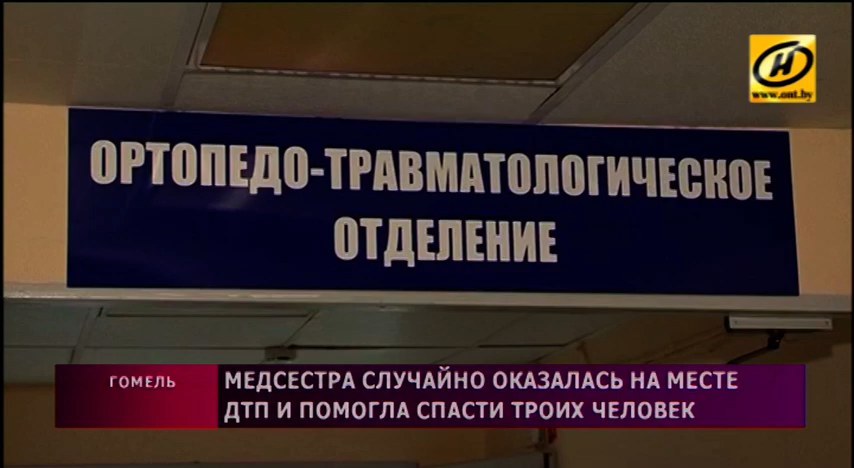 www.ont.by
ОРТОПЕДО-ТРАВМАТОЛОГИЧЕСКОЕ
ОТДЕЛЕНИЕ
ГОМЕЛЬ
МЕДСЕСТРА СЛУЧАЙНО ОКАЗАЛАСЬ НА МЕСТЕ
ДТП И ПОМОГЛА СПАСТИ ТРОИХ ЧЕЛОВЕК